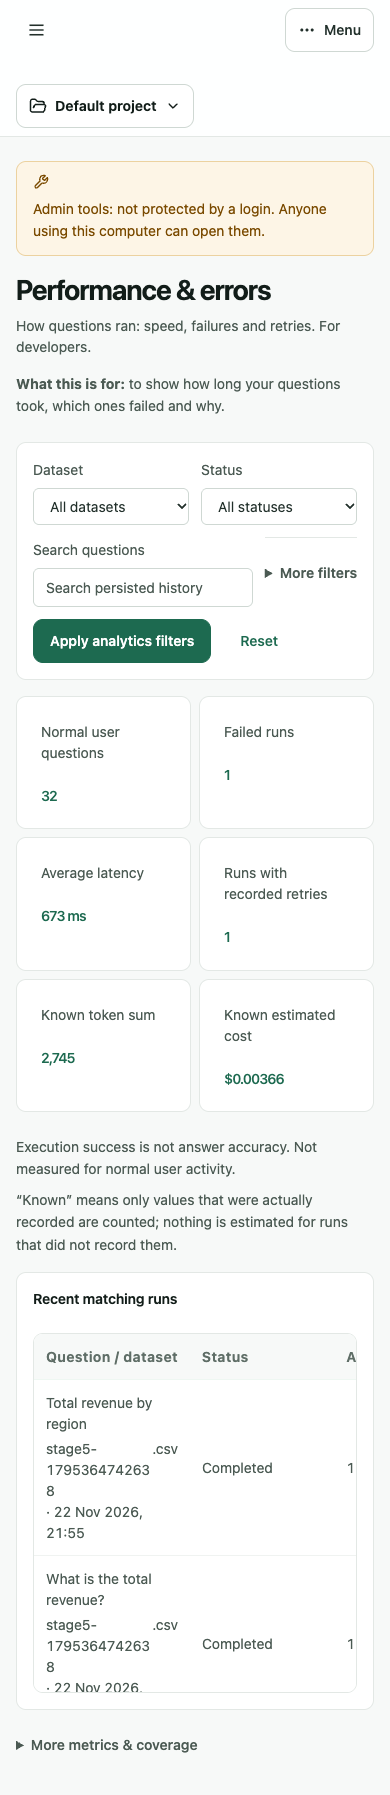 Menu
Default project
Admin tools: not protected by a login. Anyone
using this computer can open them.
Performance & errors
How questions ran: speed, failures and retries. For
developers.
What this is for: to show how long your questions
took, which ones failed and why.
Dataset
Status
All datasets
All statuses
Search questions
Search persisted history
More filters
Apply analytics filters
Reset
Normal user
questions
32
Failed runs
1
Average latency
673 ms
Runs with
recorded retries
1
Known token sum
2,745
Known estimated
cost
$0.00366
Execution success is not answer accuracy. Not
measured for normal user activity.
“Known” means only values that were actually
recorded are counted; nothing is estimated for runs
that did not record them.
Recent matching runs
Question / dataset
Status
A
Total revenue by
region
stage5- .csv
179536474263
8
· 22 Nov 2026,
21:55
Completed
1
What is the total
revenue?
stage5- .csv
179536474263
8
· 22 Nov 2026,
Completed
1
More metrics & coverage